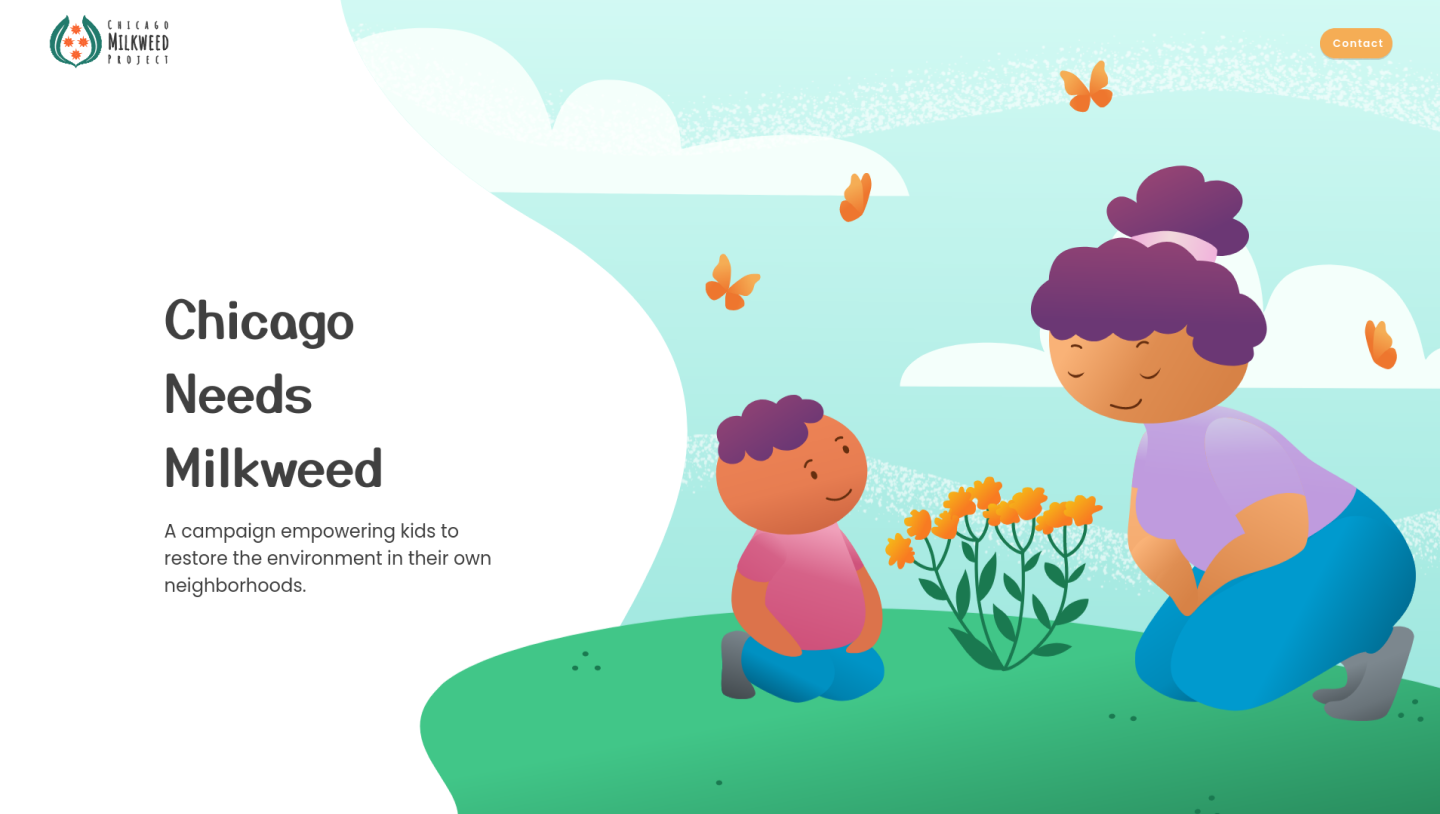 CHICAGO
MILKWEED
PROJECT
Contact
Chicago
Needs
Milkweed
A campaign empowering kids to
restore the environment in their own
neighborhoods.